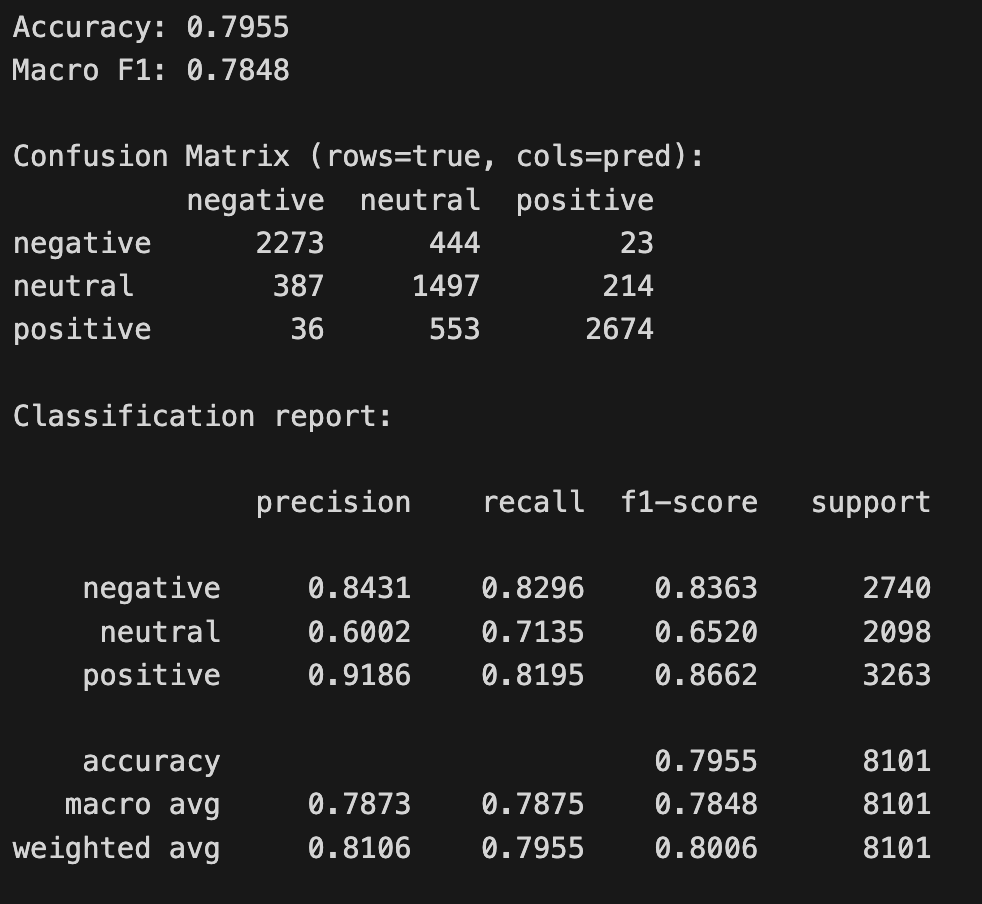 Accuracy: 0.7955
Macro F1: 0.7848
Confusion Matrix (rows=true, cols=pred):
negative neutral positive
negative 2273 444 23
neutral 387 1497 214
positive 36 553 2674
Classification report:
precision recall f1-score support
negative 0.8431 0.8296 0.8363 2740
neutral 0.6002 0.7135 0.6520 2098
positive 0.9186 0.8195 0.8662 3263
accuracy 0.7955 8101
macro avg 0.7873 0.7875 0.7848 8101
weighted avg 0.8106 0.7955 0.8006 8101